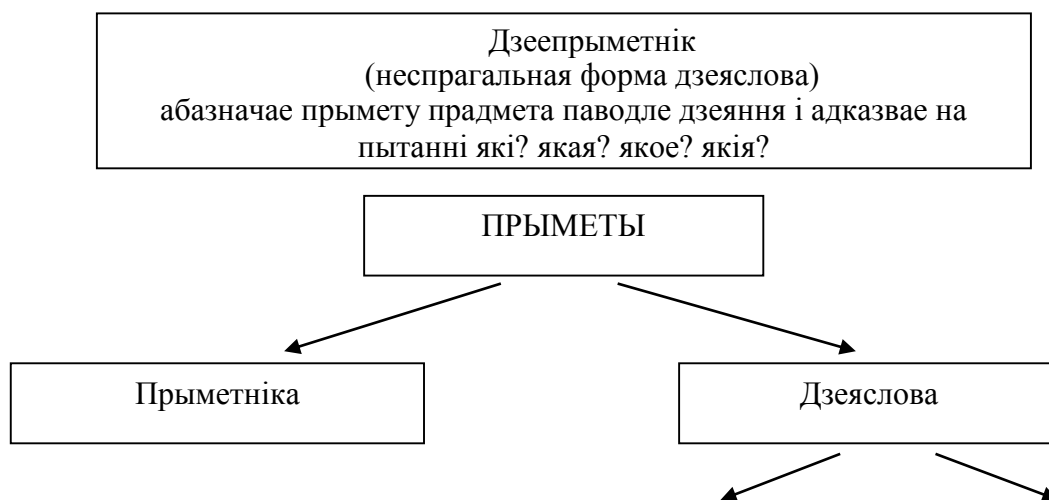 Дзеепрыметнік
(неспрагальная форма дзеяслова)
абазначае прымету прадмета паводле дзеяння і адказвае на
пытанні які? якая? якое? якія?
ПРЫМЕТЫ
Прыметніка
Дзеяслова